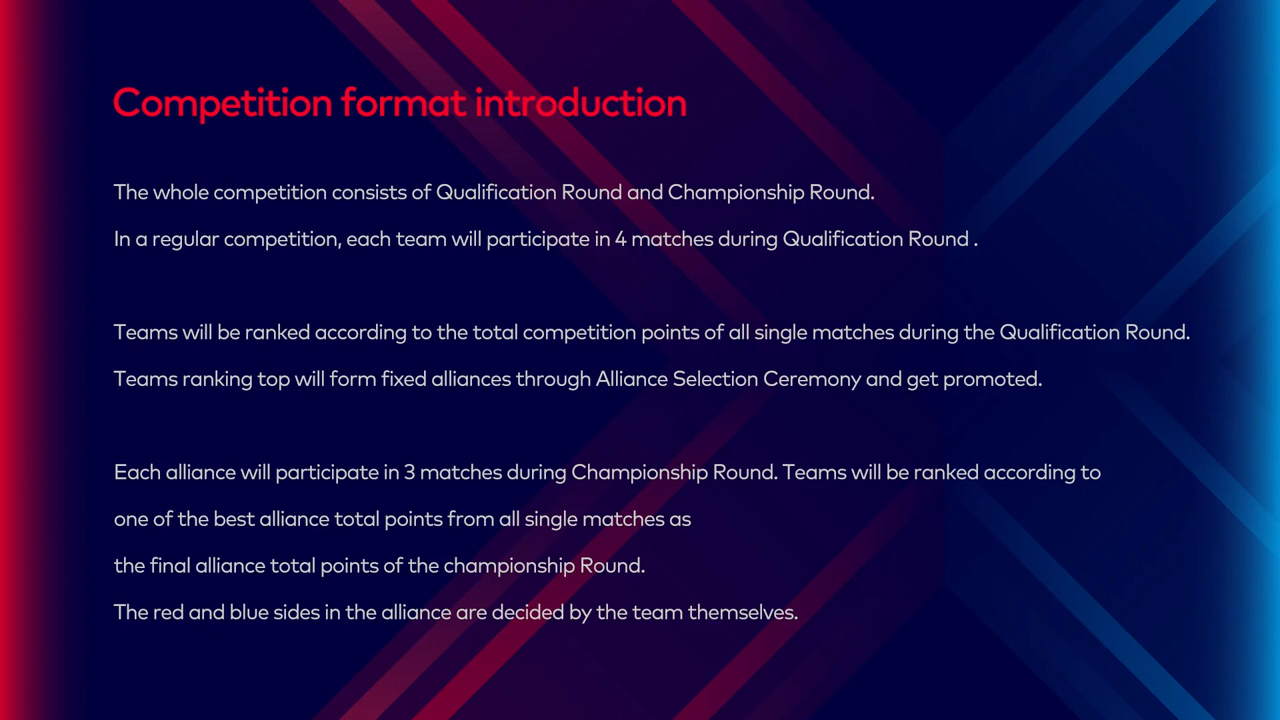 Competition format introduction
The whole competition consists of Qualification Round and Championship Round.
In a regular competition, each team will participate in 4 matches during Qualification Round .
Teams will be ranked according to the total competition points of all single matches during the Qualification Round.
Teams ranking top will form fixed alliances through Alliance Selection Ceremony and get promoted.
Each alliance will participate in 3 matches during Championship Round. Teams will be ranked according to
one of the best alliance total points from all single matches as
the final alliance total points of the championship Round.
The red and blue sides in the alliance are decided by the team themselves.